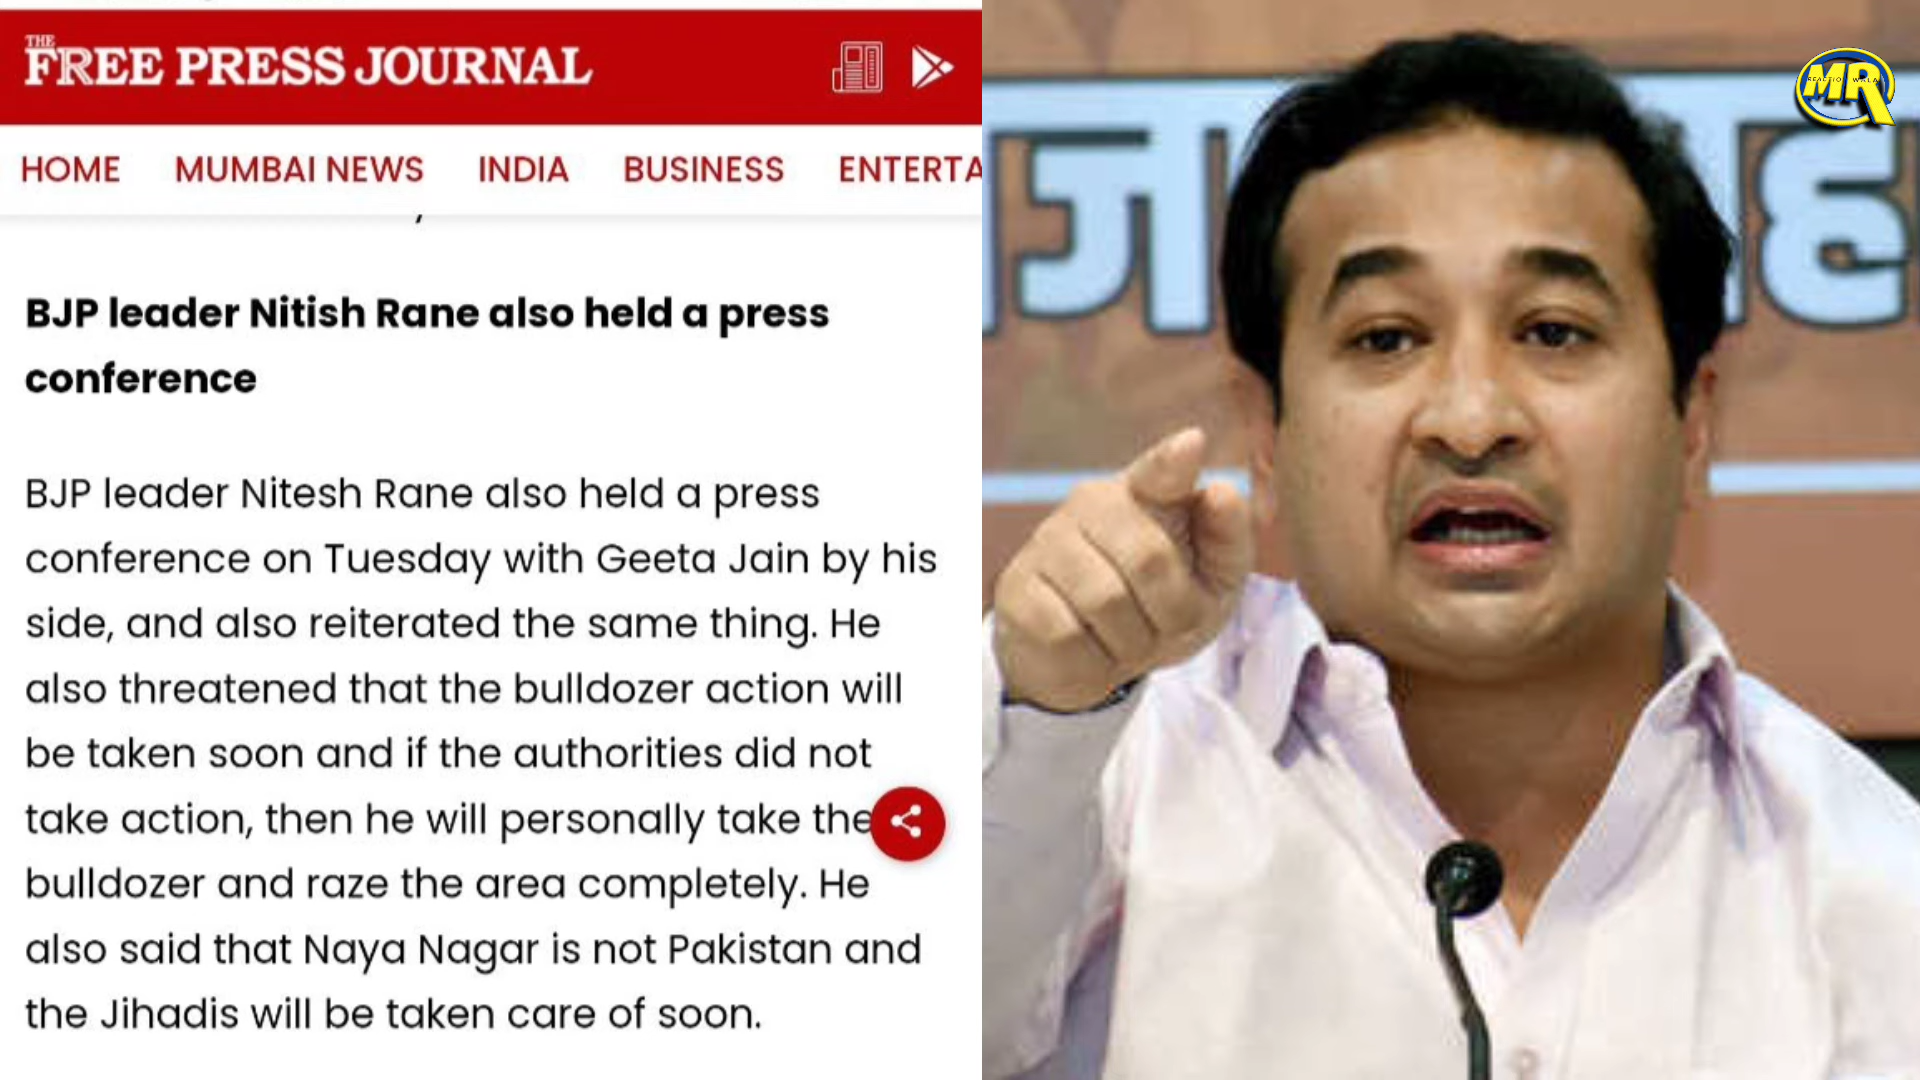 THE
FREE PRESS JOURNAL
HOME MUMBAI NEWS INDIA BUSINESS ENTERTA
BJP leader Nitish Rane also held a press
conference
BJP leader Nitesh Rane also held a press
conference on Tuesday with Geeta Jain by his
side, and also reiterated the same thing. He
also threatened that the bulldozer action will
be taken soon and if the authorities did not
take action, then he will personally take the
bulldozer and raze the area completely. He
also said that Naya Nagar is not Pakistan and
the Jihadis will be taken care of soon.
MR